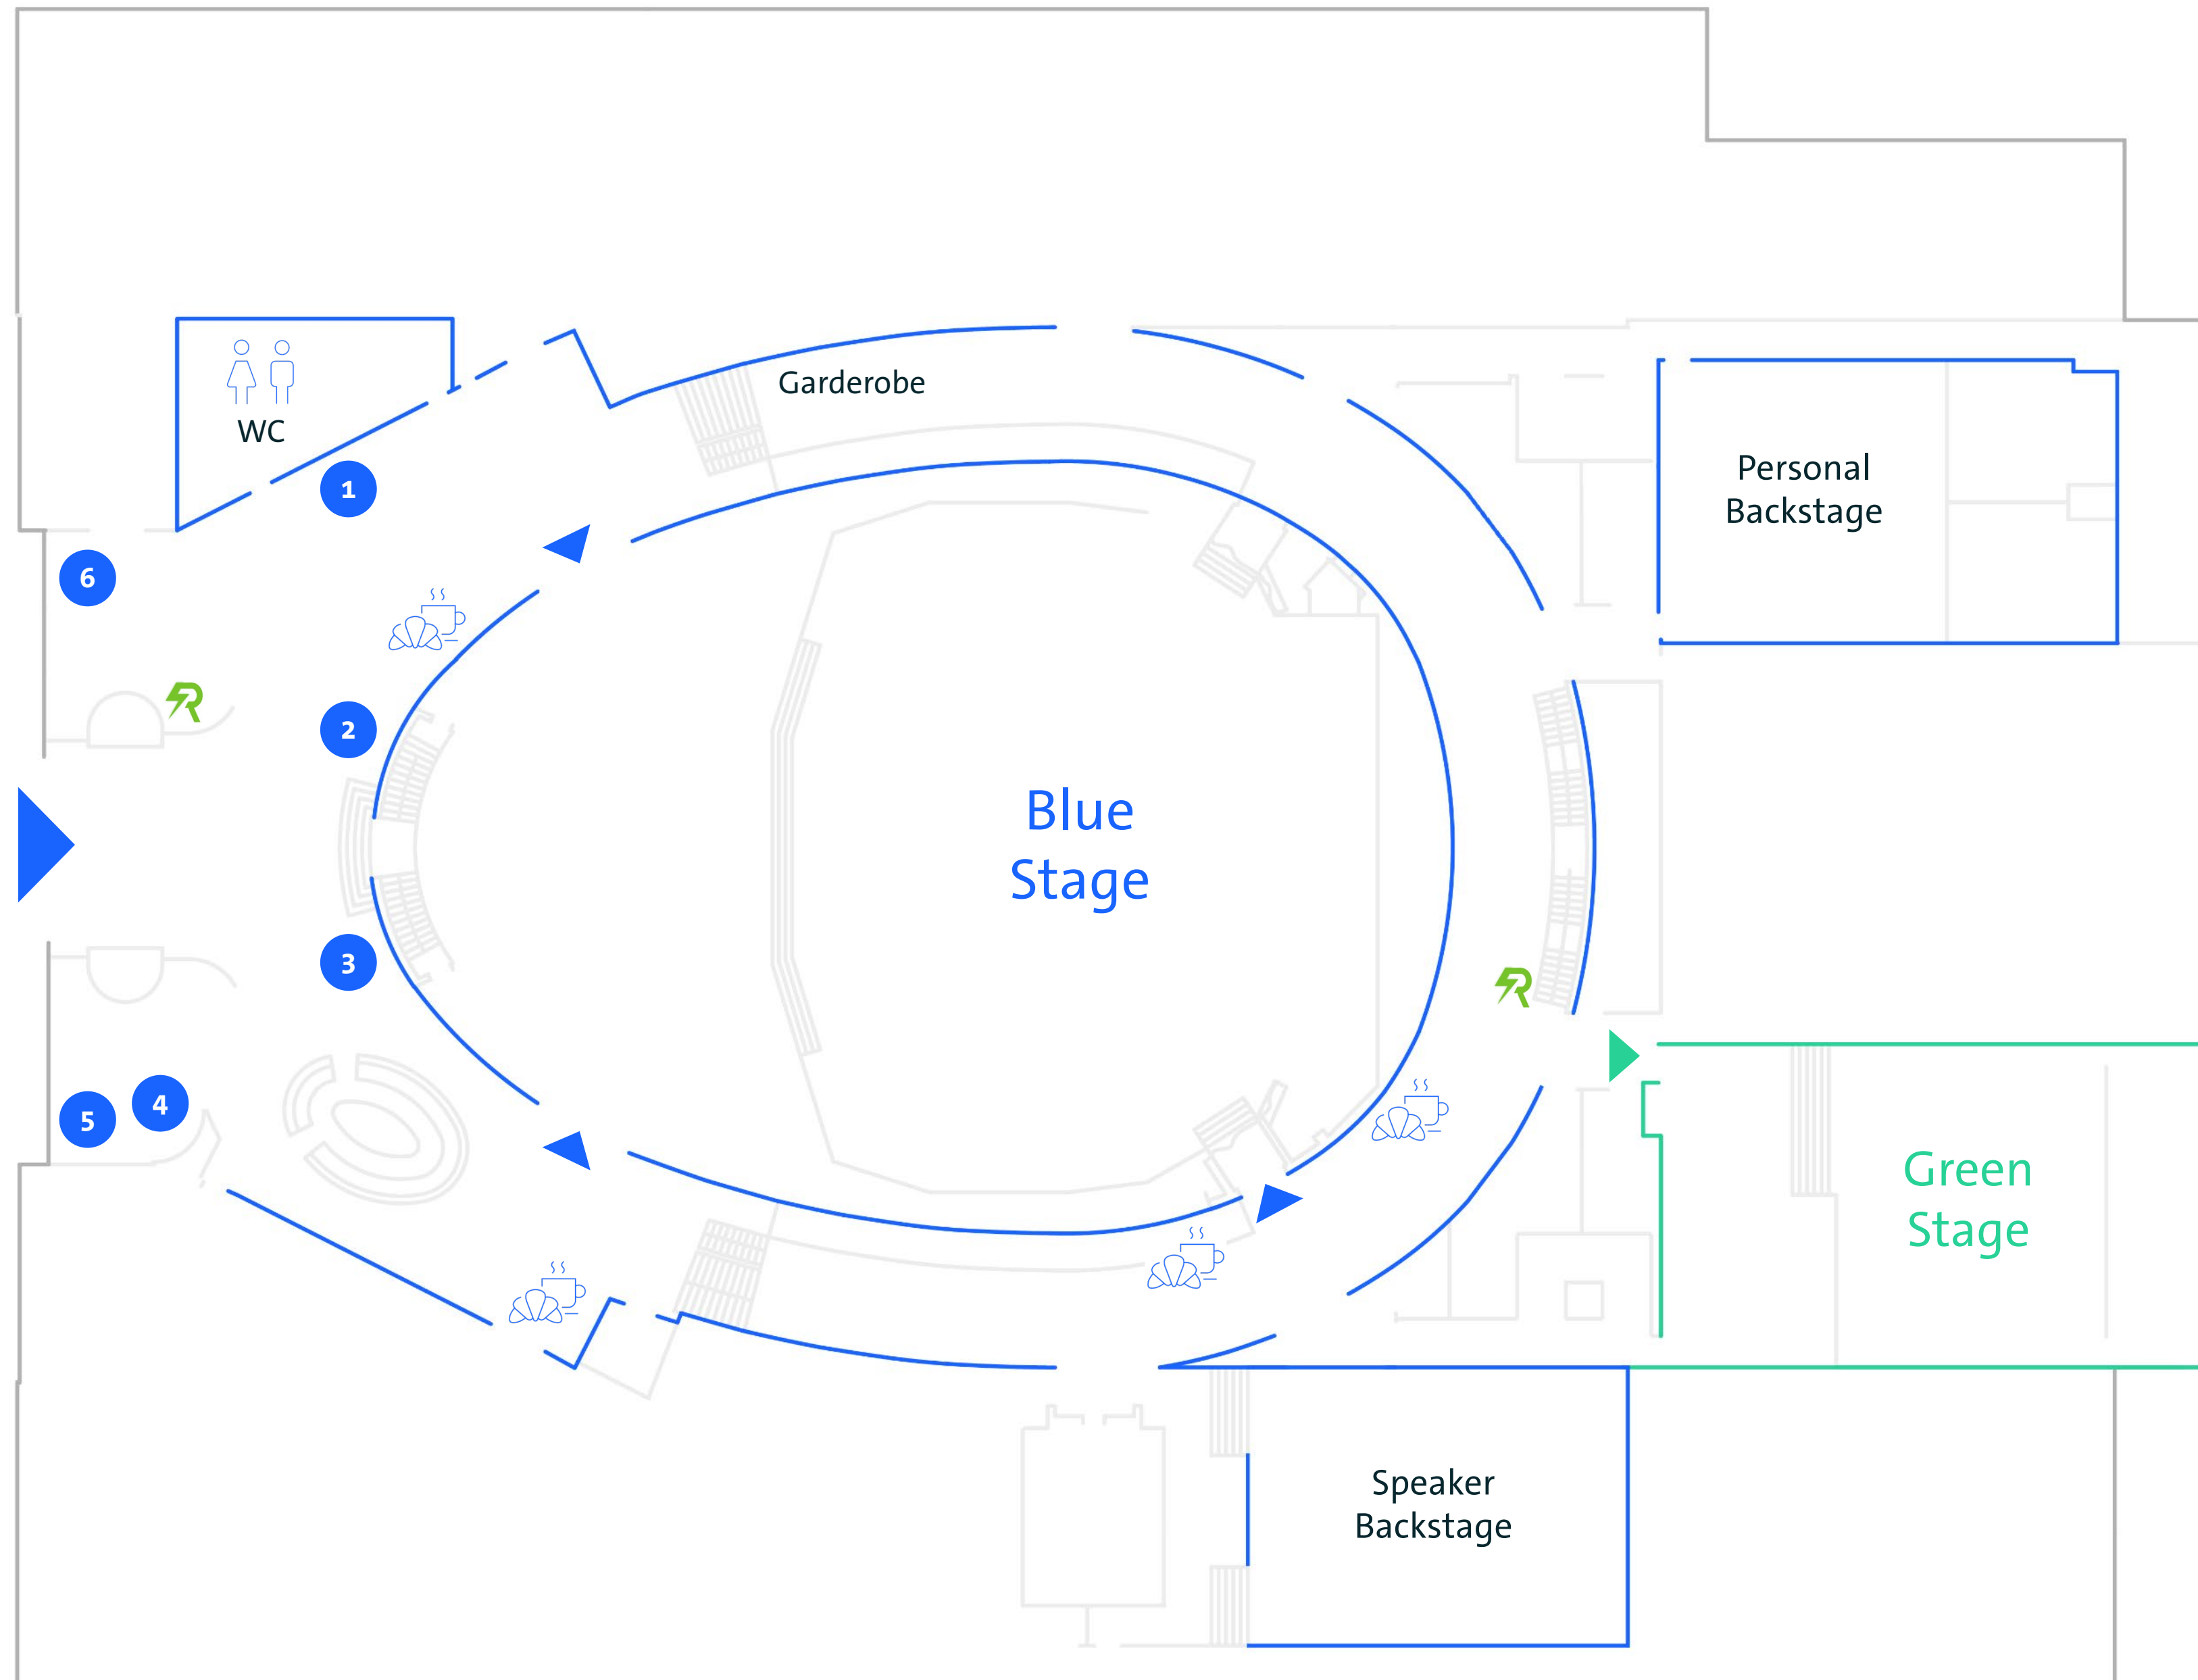 Garderobe
WC
1
6
Personal
Backstage
2
Blue
Stage
3
5
4
Green
Stage
Speaker
Backstage